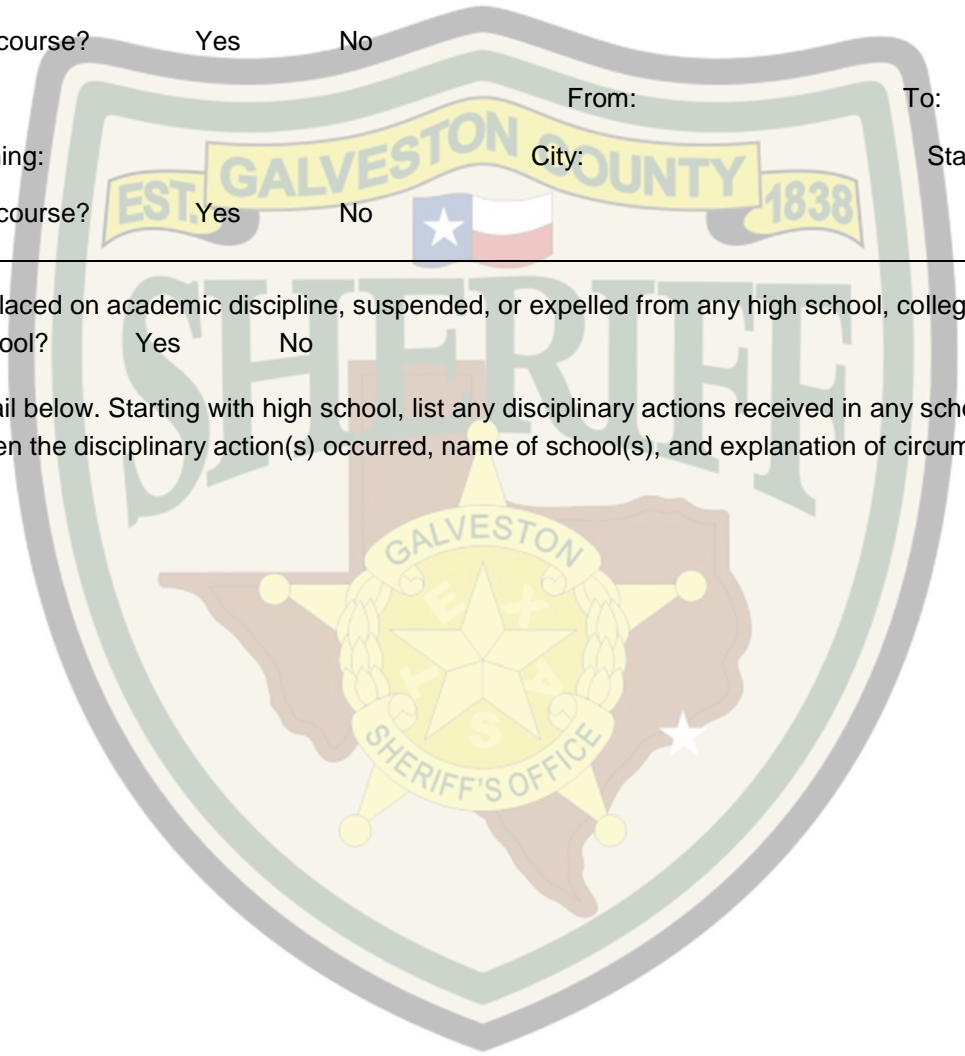 course? Yes No
From: To:
ing: City: Sta
course? Yes No
laced on academic discipline, suspended, or expelled from any high school, colleg
ool? Yes No
ail below. Starting with high school, list any disciplinary actions received in any scho
en the disciplinary action(s) occurred, name of school(s), and explanation of circum
GALVESTON COUNTY
EST. 1838
SHERIFF
GALVESTON
TEXAS
SHERIFF'S OFFICE